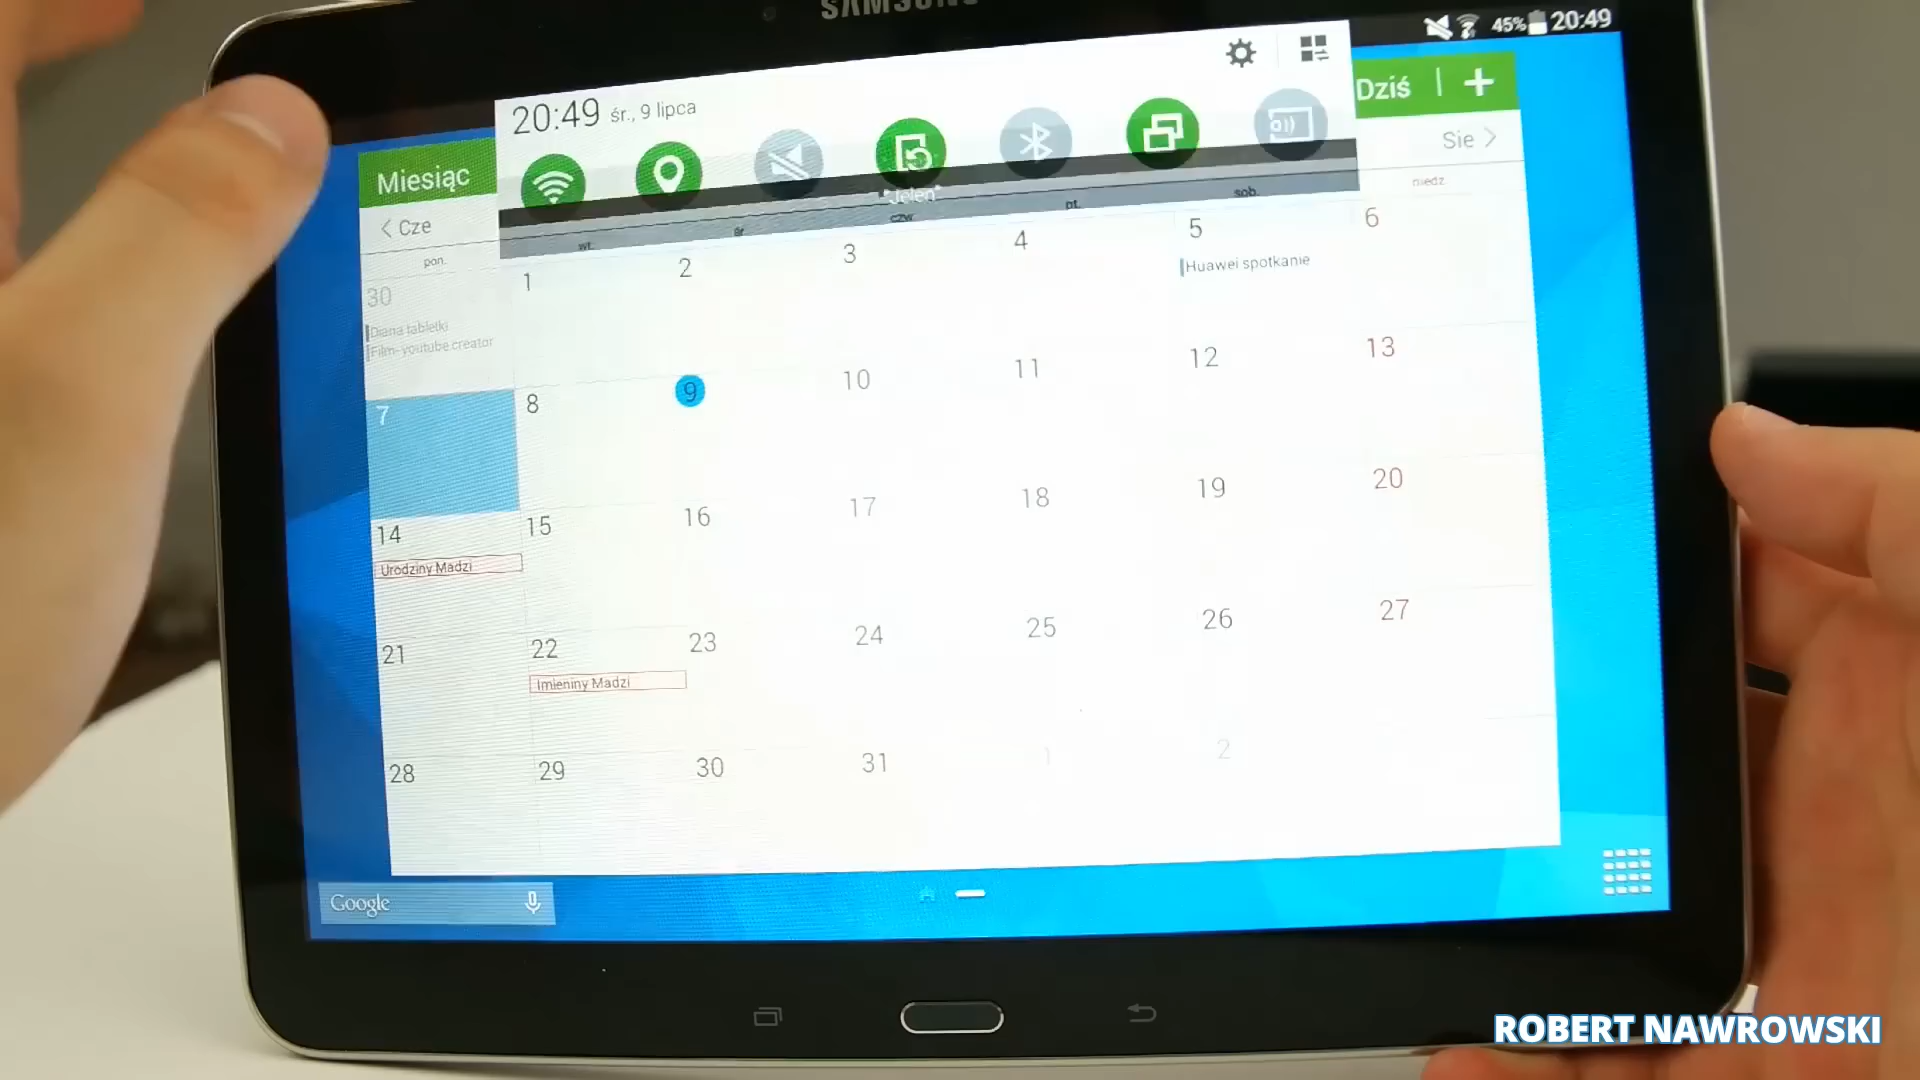 SAMSUNG
45% 20:49
20:49 śr., 9 lipca
Miesiąc
Dziś +
< Cze
Sie >
pon. wt. śr czw pt. sob. niedz
30 1 2 3 4 5 6
Huawei spotkanie
Diana tabletki
Film- youtube creator
7 8 9 10 11 12 13
14 15 16 17 18 19 20
Urodziny Madzi
21 22 23 24 25 26 27
Imieniny Madzi
28 29 30 31 1 2
Google
ROBERT NAWROWSKI